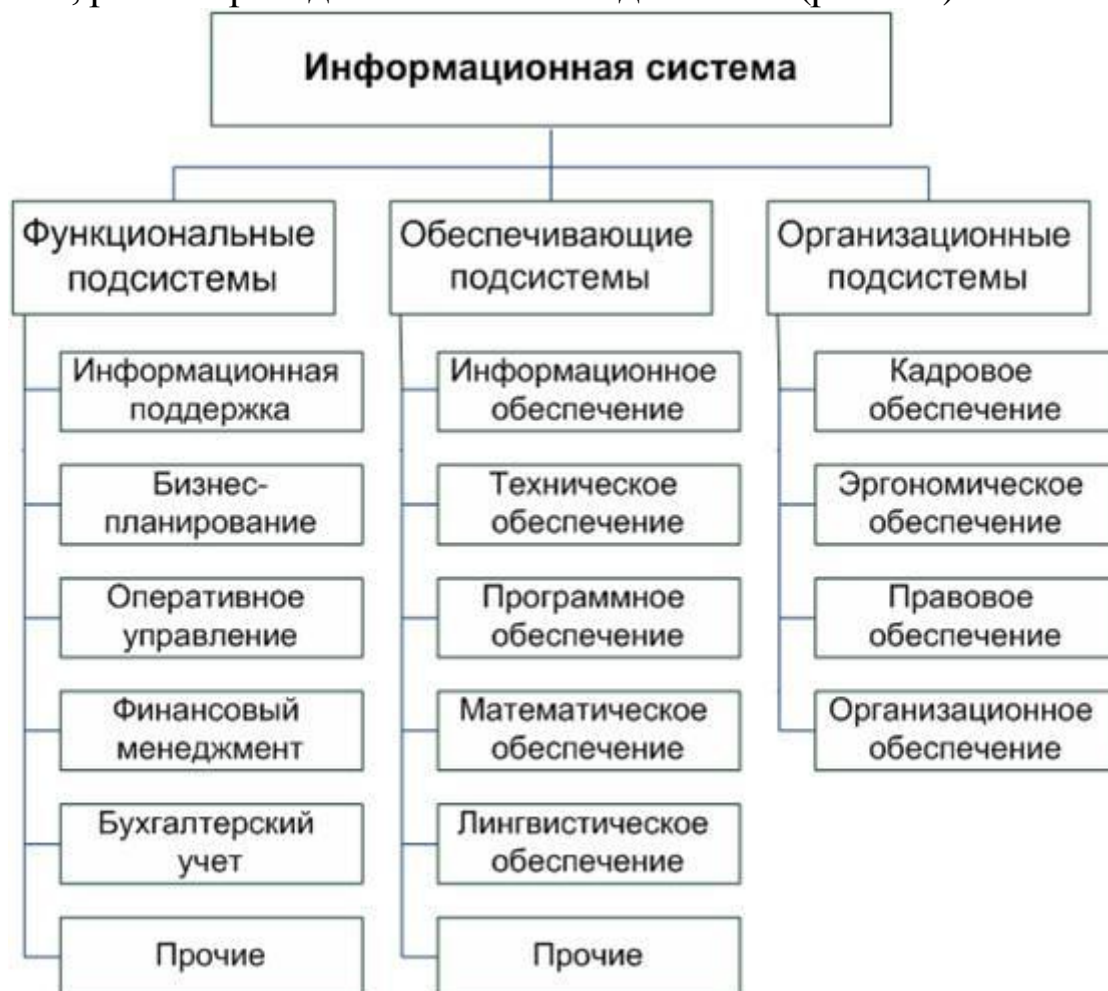 Информационная система
Функциональные
подсистемы
Информационная
поддержка
Бизнес-
планирование
Оперативное
управление
Финансовый
менеджмент
Бухгалтерский
учет
Прочие
Обеспечивающие
подсистемы
Информационное
обеспечение
Техническое
обеспечение
Программное
обеспечение
Математическое
обеспечение
Лингвистическое
обеспечение
Прочие
Организационные
подсистемы
Кадровое
обеспечение
Эргономическое
обеспечение
Правовое
обеспечение
Организационное
обеспечение